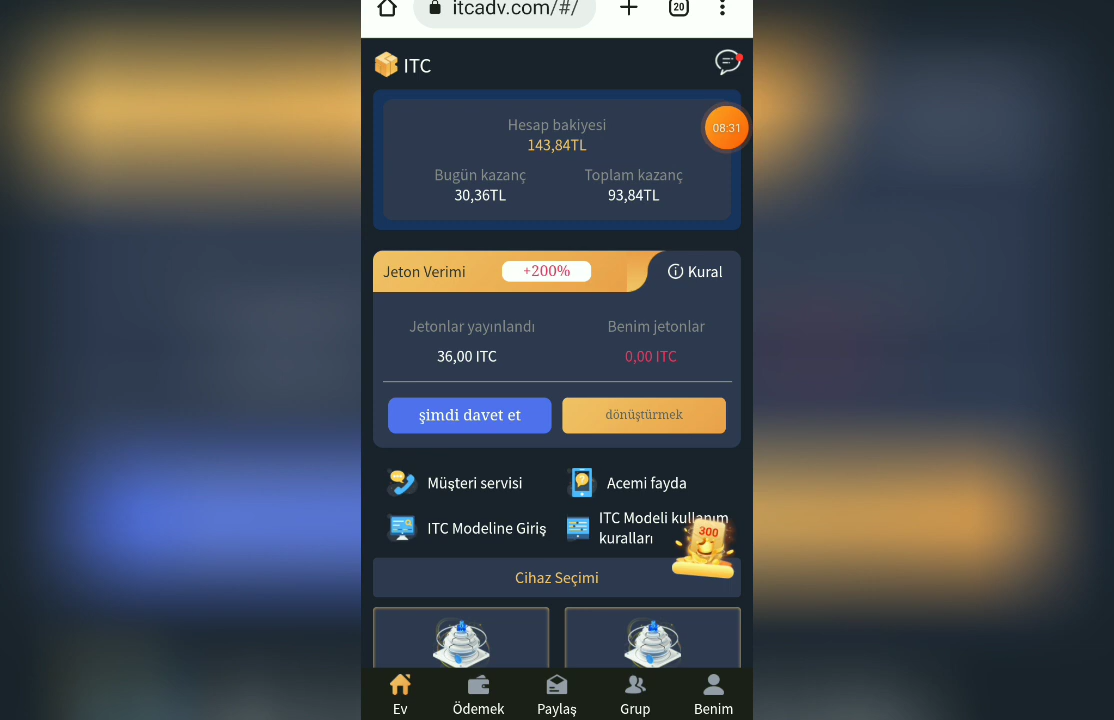 itcadv.com/#/
20
ITC
Hesap bakiyesi
143,84TL
08:31
Bugün kazanç
Toplam kazanç
30,36TL
93,84TL
Jeton Verimi
+200%
Kural
Jetonlar yayınlandı
Benim jetonlar
36,00 ITC
0,00 ITC
şimdi davet et
dönüştürmek
Müşteri servisi
Acemi fayda
ITC Modeline Giriş
ITC Modeli kullanım
kuralları
300
Cihaz Seçimi
Ev
Ödemek
Paylaş
Grup
Benim